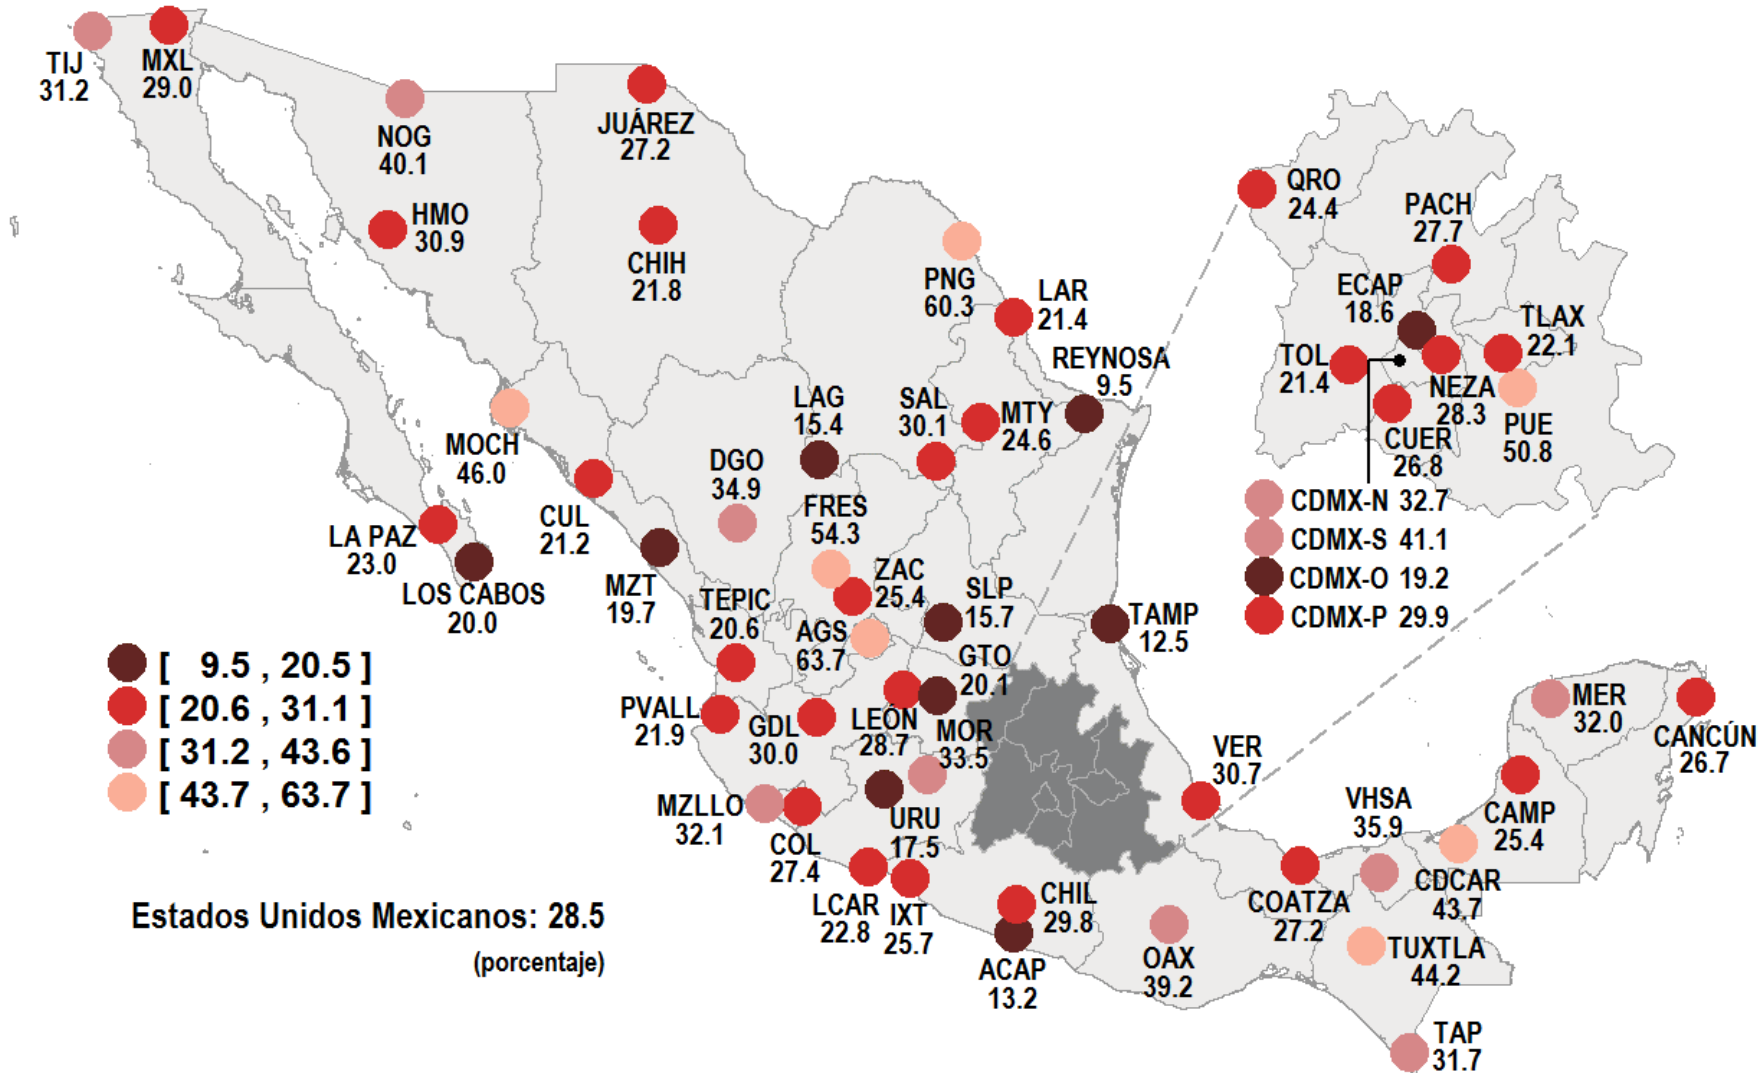 TIJ
31.2
MXL
29.0
NOG
40.1
HMO
30.9
JUÁREZ
27.2
CHIH
21.8
PNG
60.3
LAR
21.4
REYNOSA
9.5
LAG
15.4
SAL
30.1
MTY
24.6
MOCH
46.0
DGO
34.9
FRES
54.3
CUL
21.2
LA PAZ
23.0
LOS CABOS
20.0
MZT
19.7
ZAC
25.4
SLP
15.7
TAMP
12.5
TEPIC
20.6
AGS
63.7
GTO
20.1
PVALL
21.9
GDL
30.0
LEÓN
28.7
MOR
33.5
MZLLO
32.1
COL
27.4
URU
17.5
LCAR
22.8
IXT
25.7
CHIL
29.8
ACAP
13.2
OAX
39.2
VER
30.7
COATZA
27.2
VHSA
35.9
CDCAR
43.7
TUXTLA
44.2
TAP
31.7
CAMP
25.4
MER
32.0
CANCÚN
26.7
QRO
24.4
PACH
27.7
ECAP
18.6
TLAX
22.1
TOL
21.4
NEZA
28.3
CUER
26.8
PUE
50.8
CDMX-N 32.7
CDMX-S 41.1
CDMX-O 19.2
CDMX-P 29.9
[ 9.5 , 20.5 ]
[ 20.6 , 31.1 ]
[ 31.2 , 43.6 ]
[ 43.7 , 63.7 ]
Estados Unidos Mexicanos: 28.5
(porcentaje)